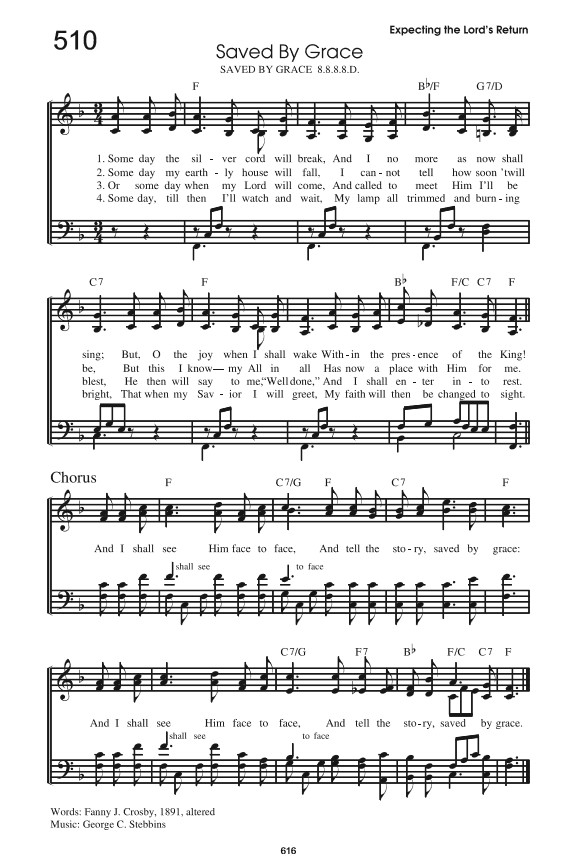 510
Expecting the Lord's Return
Saved By Grace
SAVED BY GRACE 8.8.8.8.D.
F B♭/F G7/D
1. Some day the sil - ver cord will break, And I no more as now shall
2. Some day my earth - ly house will fall, I can - not tell how soon 'twill
3. Or some day when my Lord will come, And called to meet Him I'll be
4. Some day, till then I'll watch and wait, My lamp all trimmed and burn - ing
C7 F B♭ F/C C7 F
sing; But, O the joy when I shall wake With - in the pres - ence of the King!
be, But this I know— my All in all Has now a place with Him for me.
blest, He then will say to me, “Well done,” And I shall en - ter in - to rest.
bright, That when my Sav - ior I will greet, My faith will then be changed to sight.
Chorus
F C7/G F C7 F
And I shall see Him face to face, And tell the sto - ry, saved by grace:
shall see to face
C7/G F F7 B♭ F/C C7 F
And I shall see Him face to face, And tell the sto - ry, saved by grace.
shall see to face
Words: Fanny J. Crosby, 1891, altered
Music: George C. Stebbins
616